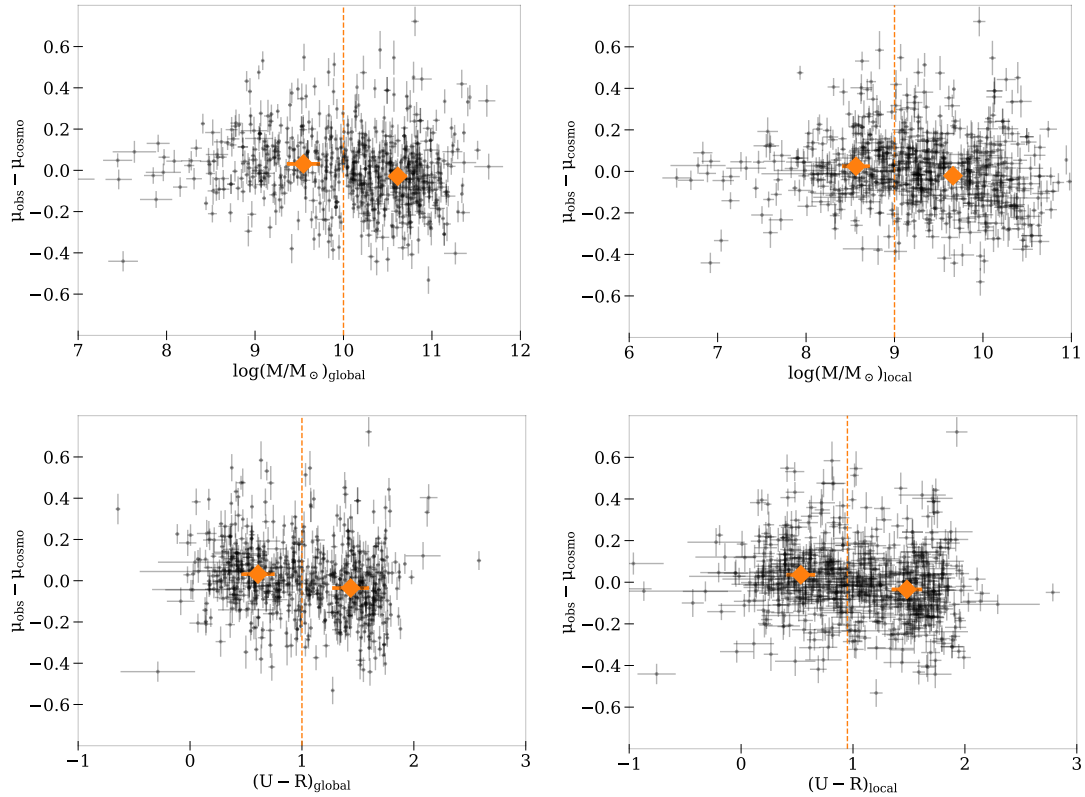 0.6
0.4
0.2
0.0
−0.2
−0.4
−0.6
μobs − μcosmo
7 8 9 10 11 12
log(M/M⊙)global
0.6
0.4
0.2
0.0
−0.2
−0.4
−0.6
μobs − μcosmo
6 7 8 9 10 11
log(M/M⊙)local
0.6
0.4
0.2
0.0
−0.2
−0.4
−0.6
μobs − μcosmo
−1 0 1 2 3
(U − R)global
0.6
0.4
0.2
0.0
−0.2
−0.4
−0.6
μobs − μcosmo
−1 0 1 2 3
(U − R)local